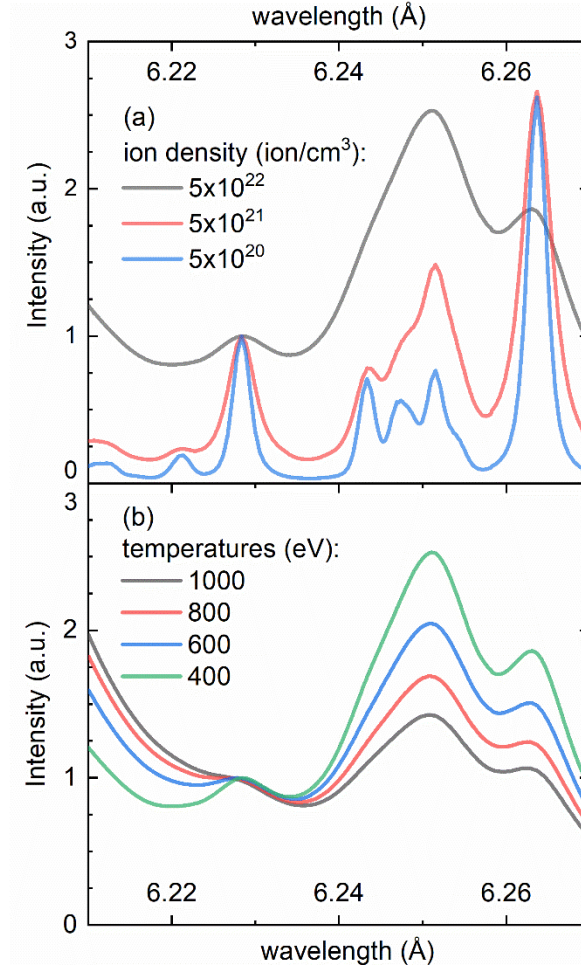 wavelength (Å)
6.22 6.24 6.26
3
2
1
0
Intensity (a.u.)
(a)
ion density (ion/cm³):
5x10²²
5x10²¹
5x10²⁰
3
2
1
0
Intensity (a.u.)
(b)
temperatures (eV):
1000
800
600
400
6.22 6.24 6.26
wavelength (Å)